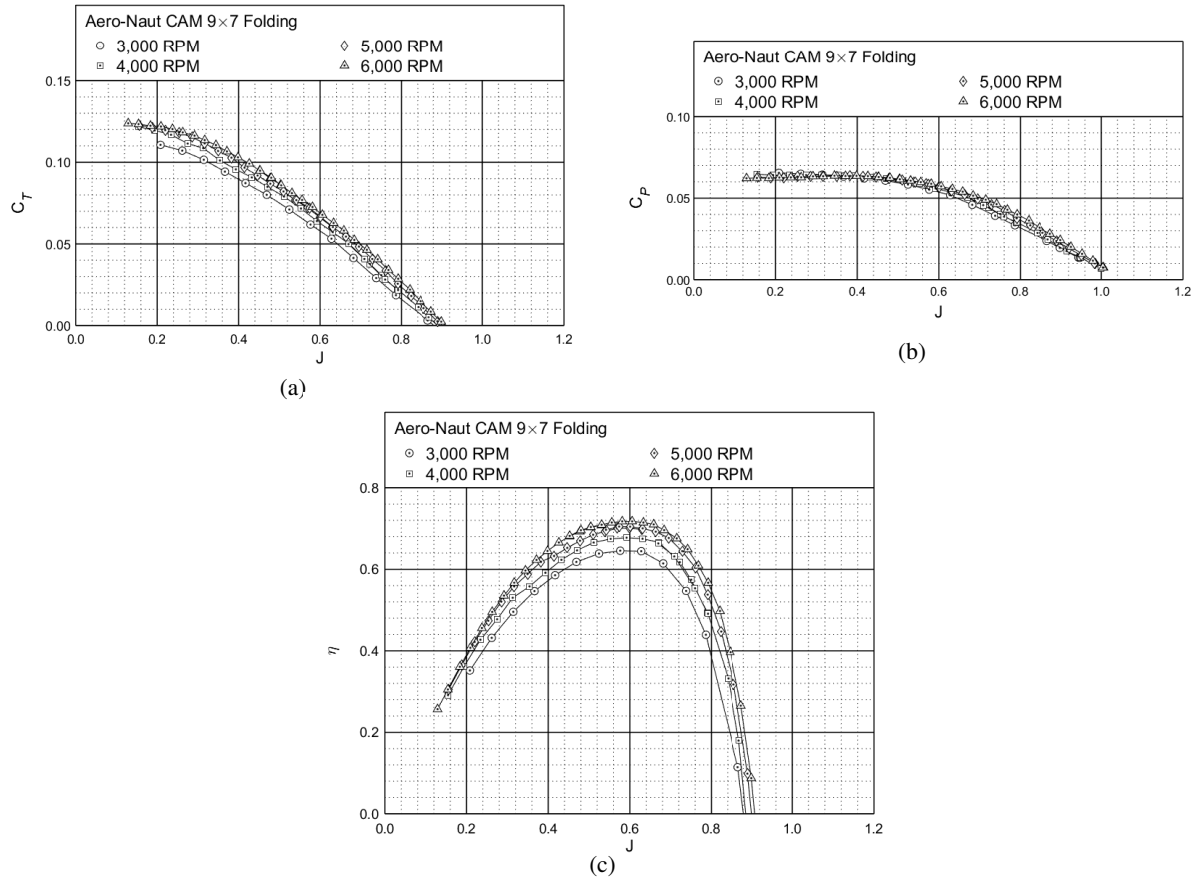 Aero-Naut CAM 9×7 Folding
3,000 RPM 5,000 RPM
4,000 RPM 6,000 RPM
0.15
0.10
0.05
0.00
C_T
0.0 0.2 0.4 0.6 0.8 1.0 1.2
J
(a)
Aero-Naut CAM 9×7 Folding
3,000 RPM 5,000 RPM
4,000 RPM 6,000 RPM
0.10
0.05
0.00
C_P
0.0 0.2 0.4 0.6 0.8 1.0 1.2
J
(b)
Aero-Naut CAM 9×7 Folding
3,000 RPM 5,000 RPM
4,000 RPM 6,000 RPM
0.8
0.6
0.4
0.2
0.0
η
0.0 0.2 0.4 0.6 0.8 1.0 1.2
J
(c)